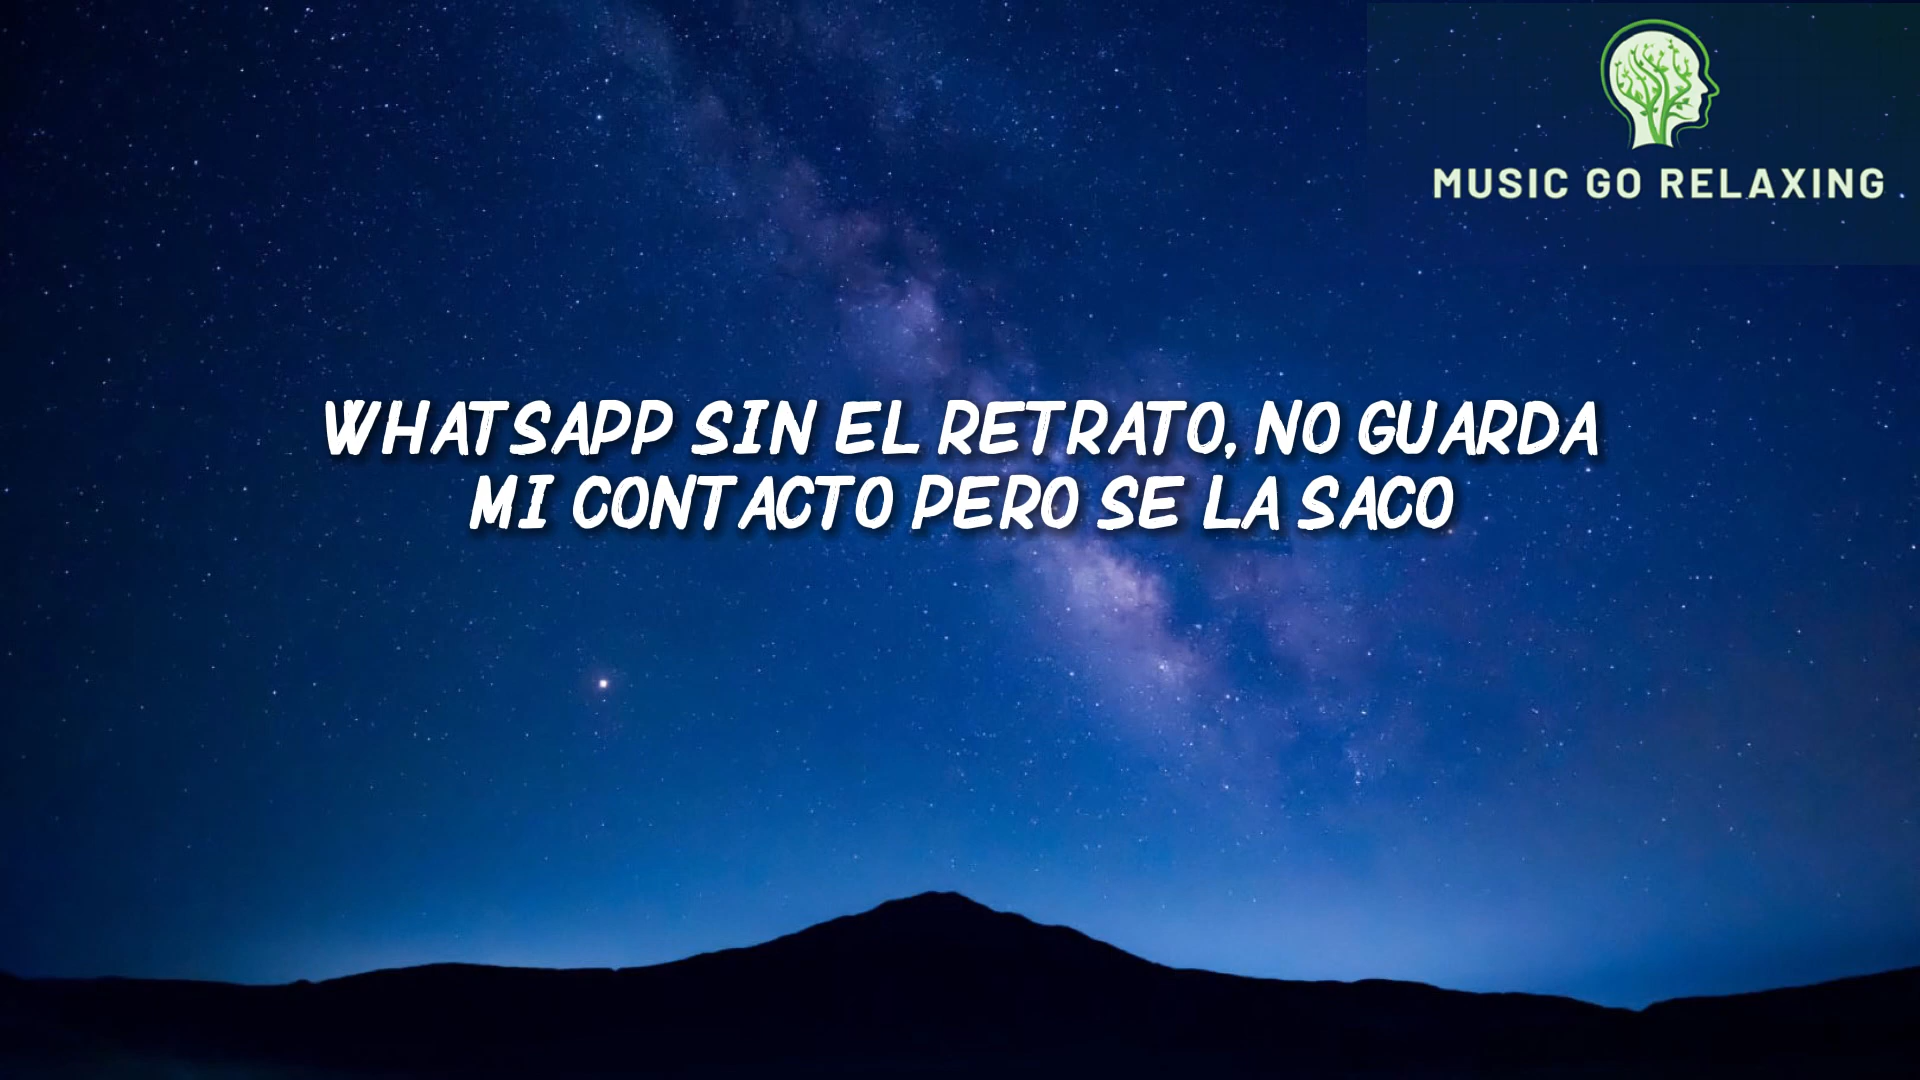 MUSIC GO RELAXING
WHATSAPP SIN EL RETRATO, NO GUARDA
MI CONTACTO PERO SE LA SACO